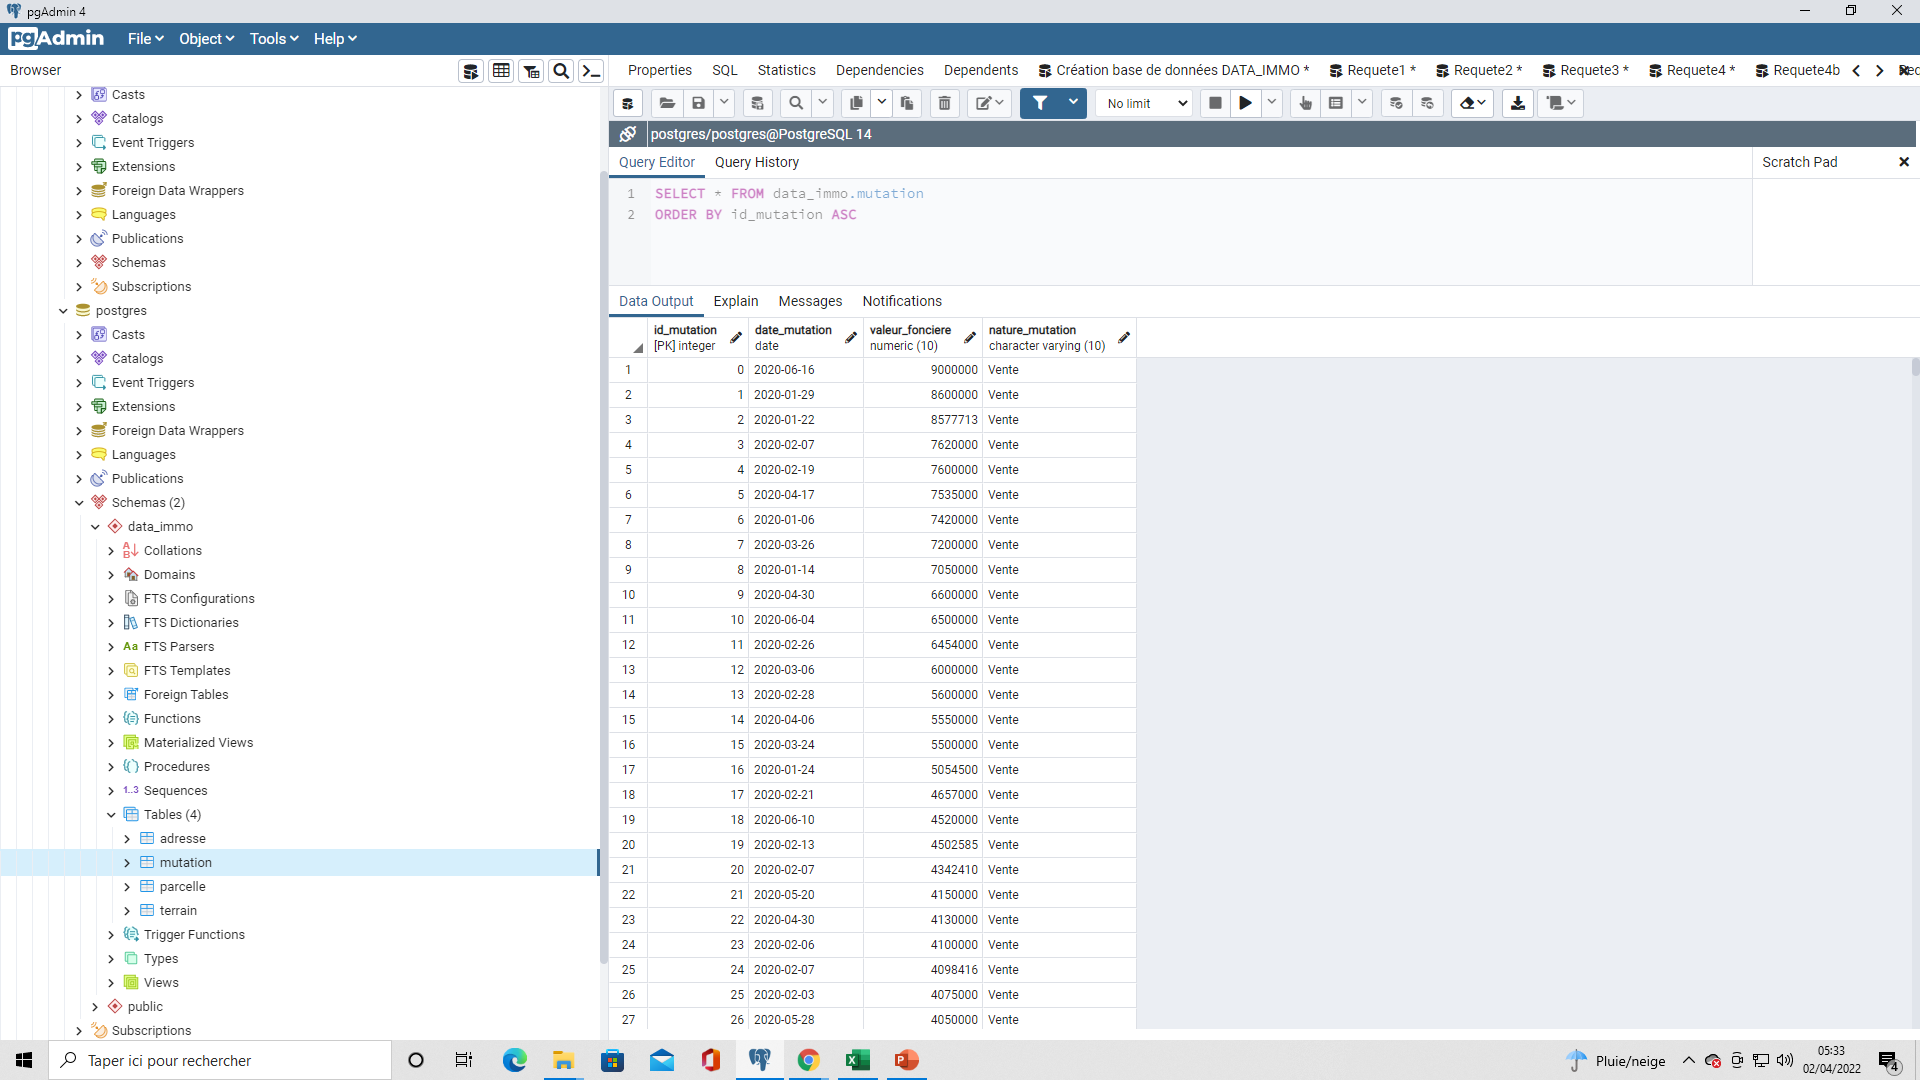 pgAdmin 4
pgAdmin
File
Object
Tools
Help
Browser
Properties
SQL
Statistics
Dependencies
Dependents
Création base de données DATA_IMMO *
Requete1 *
Requete2 *
Requete3 *
Requete4 *
Requete4b
No limit
postgres/postgres@PostgreSQL 14
Query Editor
Query History
Scratch Pad
1 SELECT * FROM data_immo.mutation
2 ORDER BY id_mutation ASC
Casts
Catalogs
Event Triggers
Extensions
Foreign Data Wrappers
Languages
Publications
Schemas
Subscriptions
postgres
Casts
Catalogs
Event Triggers
Extensions
Foreign Data Wrappers
Languages
Publications
Schemas (2)
data_immo
Collations
Domains
FTS Configurations
FTS Dictionaries
Aa FTS Parsers
FTS Templates
Foreign Tables
Functions
Materialized Views
Procedures
1..3 Sequences
Tables (4)
adresse
mutation
parcelle
terrain
Trigger Functions
Types
Views
public
Subscriptions
Data Output
Explain
Messages
Notifications
id_mutation date_mutation valeur_fonciere nature_mutation
[PK] integer date numeric (10) character varying (10)
1 0 2020-06-16 9000000 Vente
2 1 2020-01-29 8600000 Vente
3 2 2020-01-22 8577713 Vente
4 3 2020-02-07 7620000 Vente
5 4 2020-02-19 7600000 Vente
6 5 2020-04-17 7535000 Vente
7 6 2020-01-06 7420000 Vente
8 7 2020-03-26 7200000 Vente
9 8 2020-01-14 7050000 Vente
10 9 2020-04-30 6600000 Vente
11 10 2020-06-04 6500000 Vente
12 11 2020-02-26 6454000 Vente
13 12 2020-03-06 6000000 Vente
14 13 2020-02-28 5600000 Vente
15 14 2020-04-06 5550000 Vente
16 15 2020-03-24 5500000 Vente
17 16 2020-01-24 5054500 Vente
18 17 2020-02-21 4657000 Vente
19 18 2020-06-10 4520000 Vente
20 19 2020-02-13 4502585 Vente
21 20 2020-02-07 4342410 Vente
22 21 2020-05-20 4150000 Vente
23 22 2020-04-30 4130000 Vente
24 23 2020-02-06 4100000 Vente
25 24 2020-02-07 4098416 Vente
26 25 2020-02-03 4075000 Vente
27 26 2020-05-28 4050000 Vente
Taper ici pour rechercher
Pluie/neige
05:33
02/04/2022
4